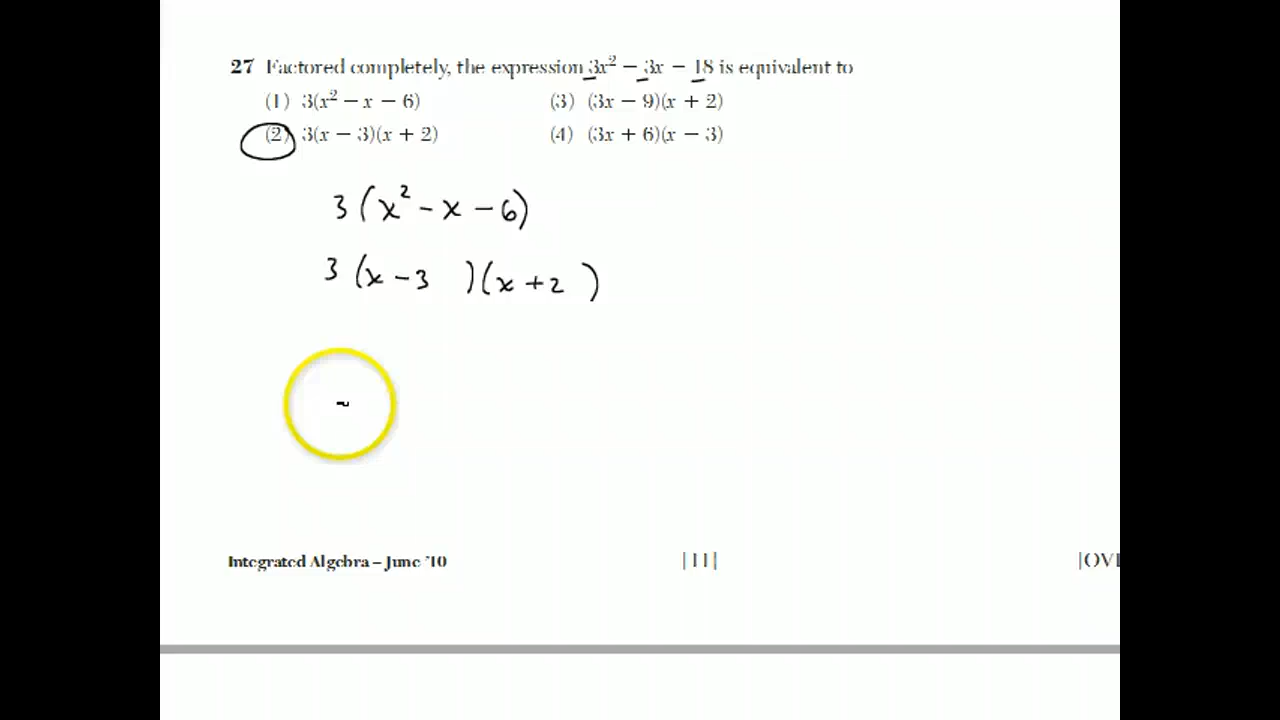 27 Factored completely, the expression 3x² − 3x − 18 is equivalent to
(1) 3(x² − x − 6) (3) (3x − 9)(x + 2)
(2) 3(x − 3)(x + 2) (4) (3x + 6)(x − 3)
3 (x² − x − 6)
3 (x − 3 )(x + 2 )
Integrated Algebra – June '10 [11]